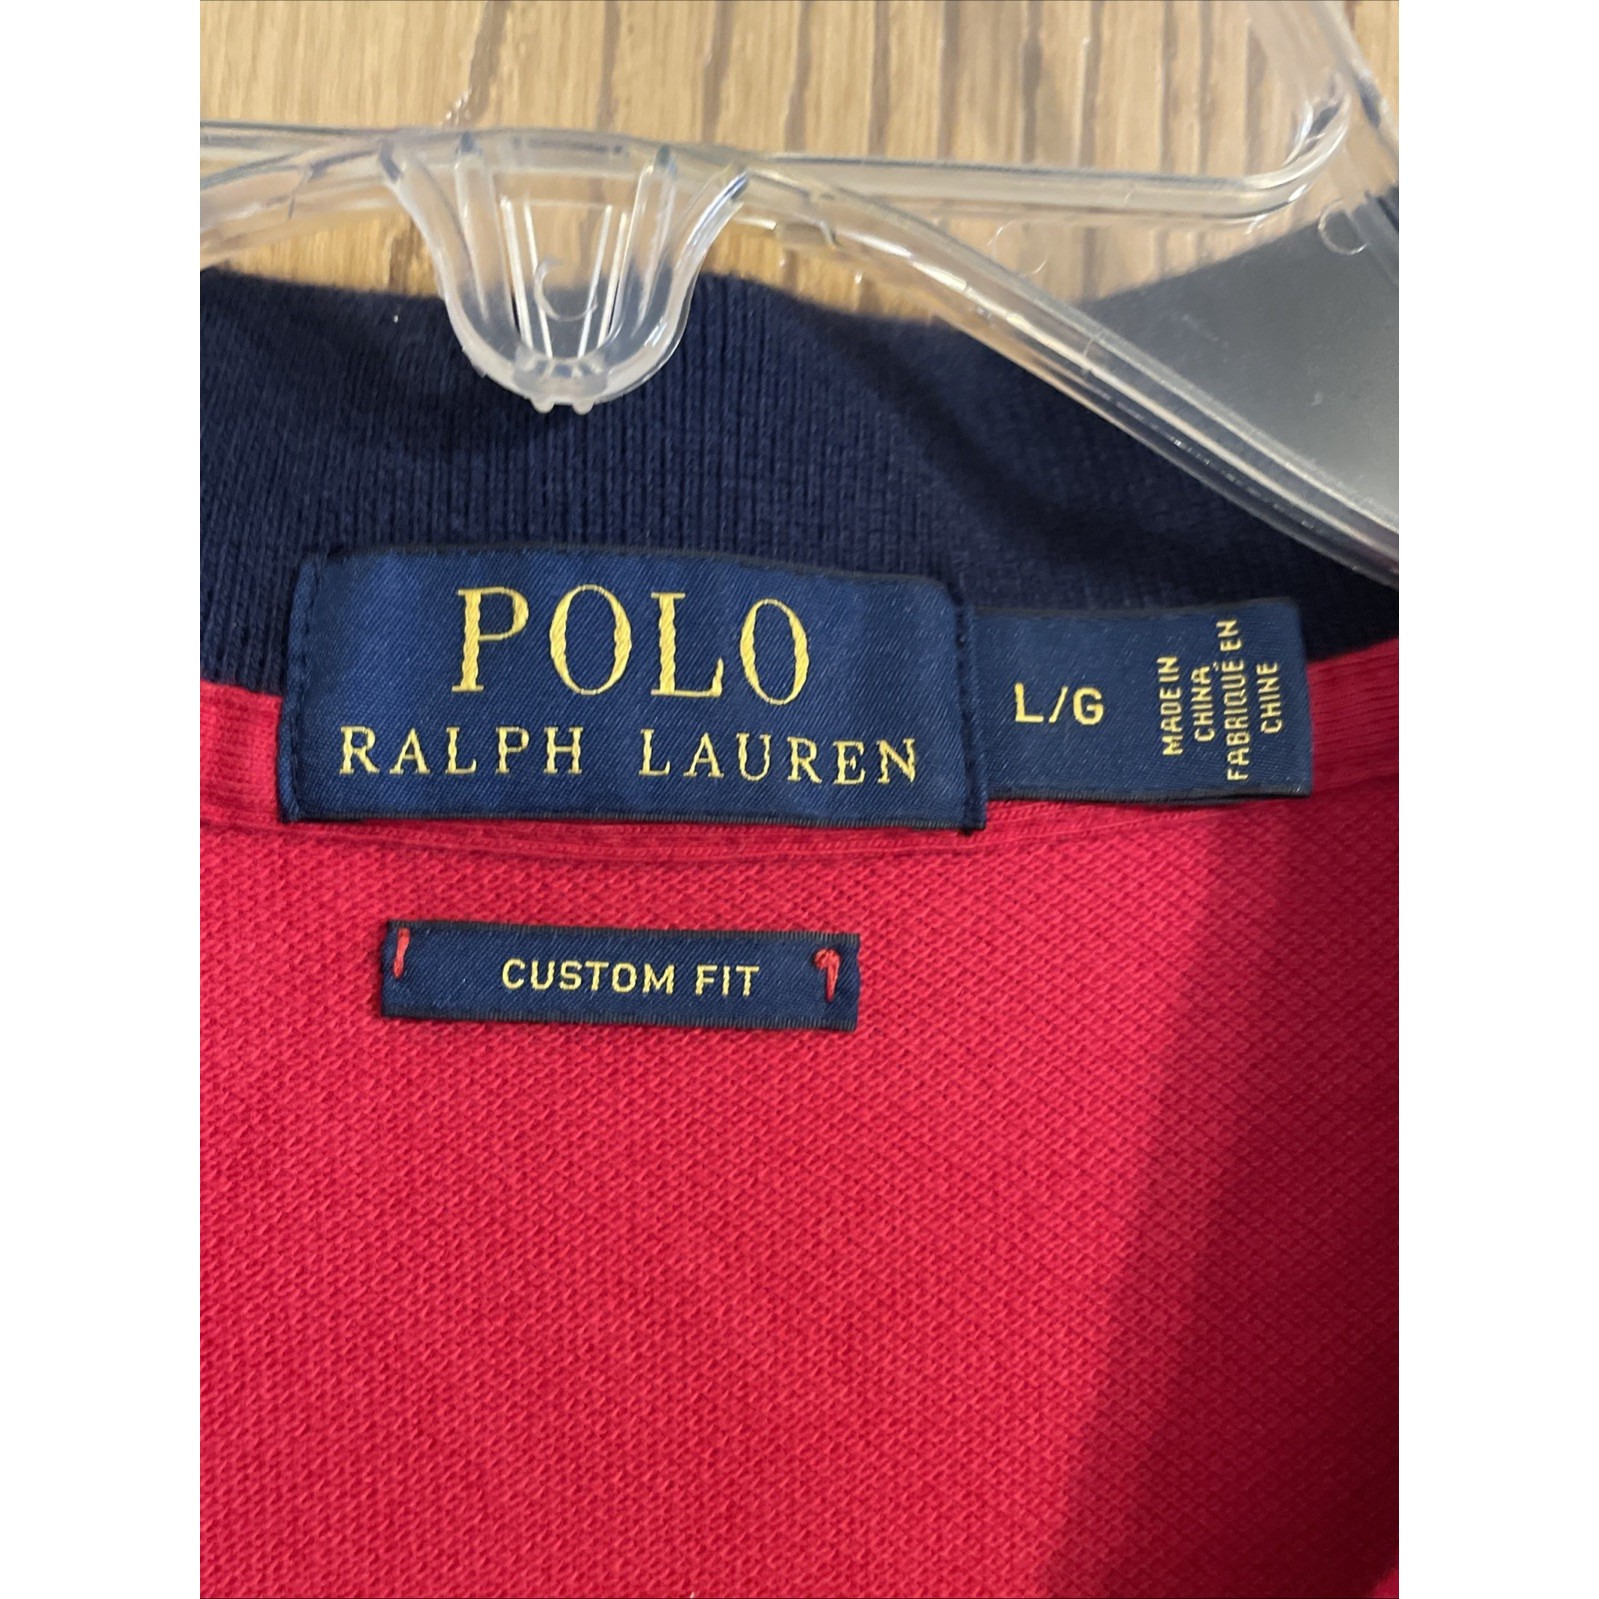 POLO
RALPH LAUREN
L/G
MADE IN
CHINA
FABRIQUÉ EN
CHINE
CUSTOM FIT